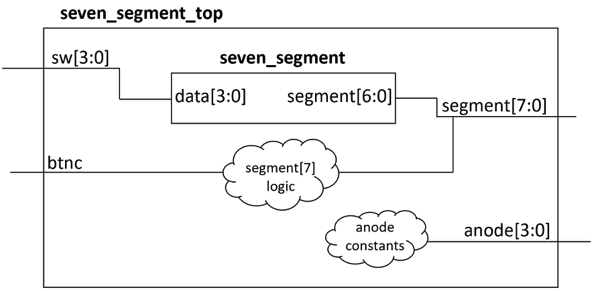 seven_segment_top
sw[3:0]
seven_segment
data[3:0] segment[6:0]
segment[7:0]
btnc
segment[7]
logic
anode
constants
anode[3:0]